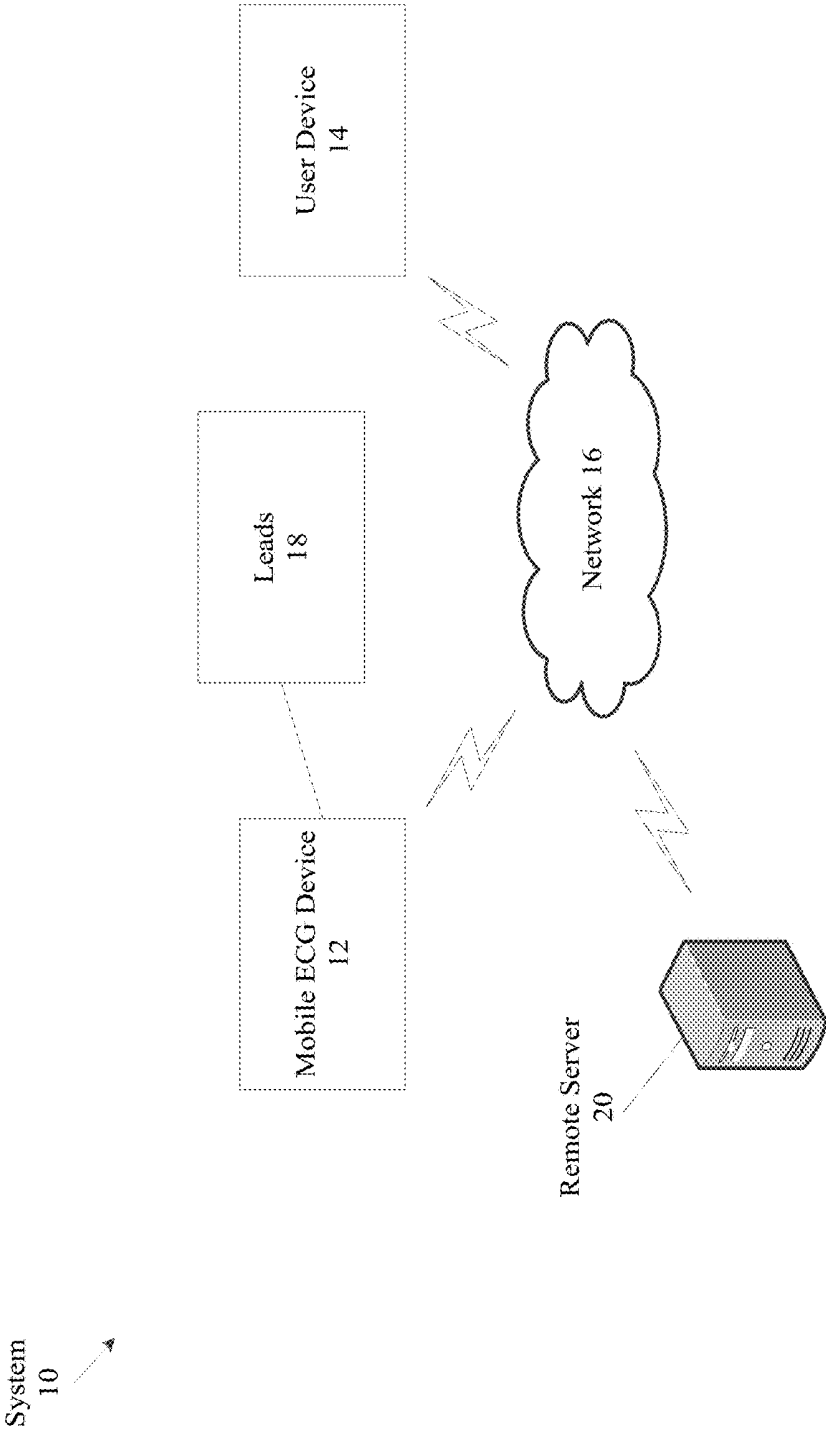 System
10
Leads
18
Mobile ECG Device
12
User Device
14
Network 16
Remote Server
20